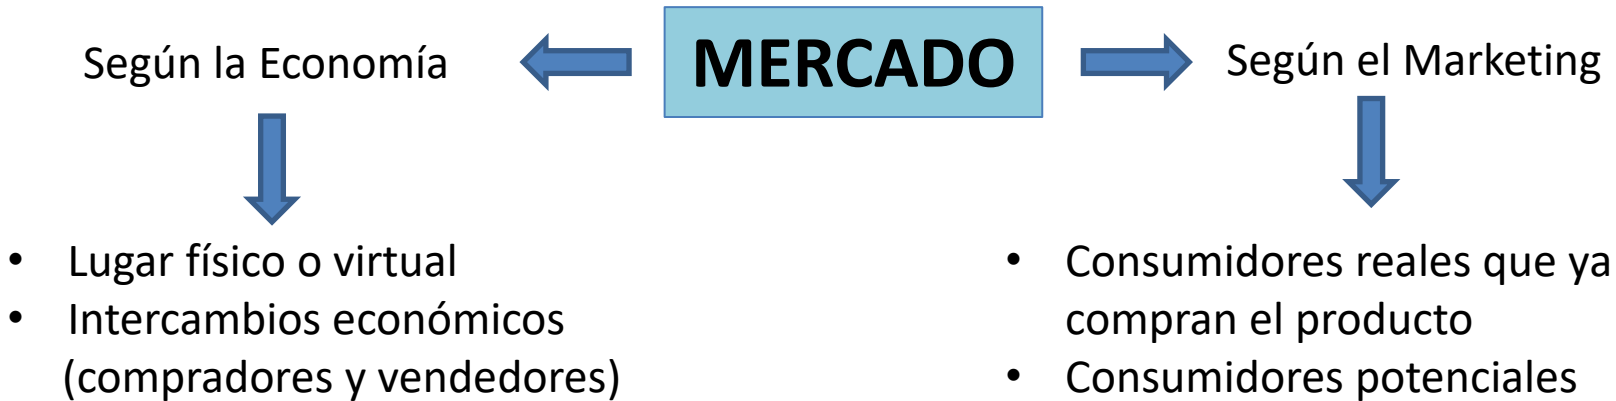 MERCADO
Según la Economía
Según el Marketing
• Lugar físico o virtual
• Intercambios económicos
(compradores y vendedores)
• Consumidores reales que ya
compran el producto
• Consumidores potenciales